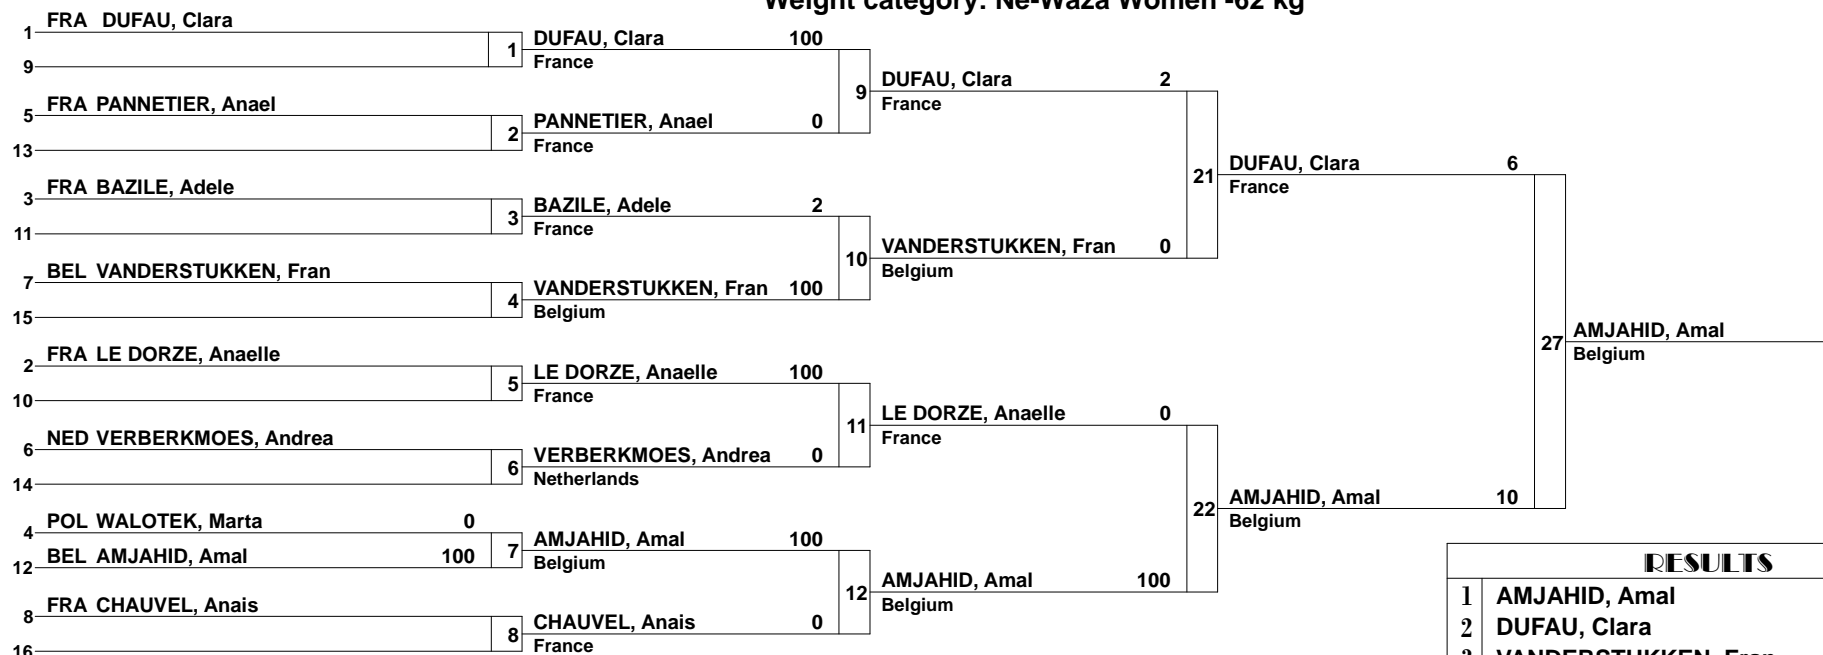 Weight category: Ne-Waza Women -62 kg
1 FRA DUFAU, Clara
9
1 DUFAU, Clara 100
France
5 FRA PANNETIER, Anael
13
2 PANNETIER, Anael 0
France
9 DUFAU, Clara 2
France
3 FRA BAZILE, Adele
11
3 BAZILE, Adele 2
France
7 BEL VANDERSTUKKEN, Fran
15
4 VANDERSTUKKEN, Fran 100
Belgium
10 VANDERSTUKKEN, Fran 0
Belgium
21 DUFAU, Clara 6
France
2 FRA LE DORZE, Anaelle
10
5 LE DORZE, Anaelle 100
France
6 NED VERBERKMOES, Andrea
14
6 VERBERKMOES, Andrea 0
Netherlands
11 LE DORZE, Anaelle 0
France
4 POL WALOTEK, Marta 0
12 BEL AMJAHID, Amal 100
7 AMJAHID, Amal 100
Belgium
8 FRA CHAUVEL, Anais
16
8 CHAUVEL, Anais 0
France
12 AMJAHID, Amal 100
Belgium
22 AMJAHID, Amal 10
Belgium
27 AMJAHID, Amal
Belgium
RESULTS
1 AMJAHID, Amal
2 DUFAU, Clara
3 VANDERSTUKKEN, Fran